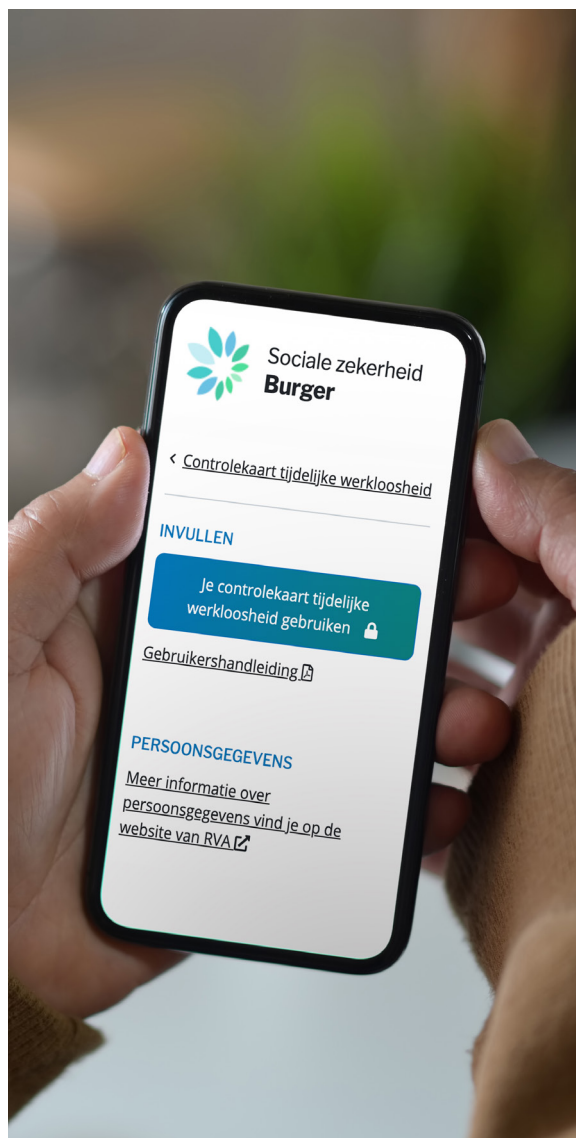 Sociale zekerheid
Burger
Controlekaart tijdelijke werkloosheid
INVULLEN
Je controlekaart tijdelijke
werkloosheid gebruiken
Gebruikershandleiding
PERSOONSGEGEVENS
Meer informatie over
persoonsgegevens vind je op de
website van RVA